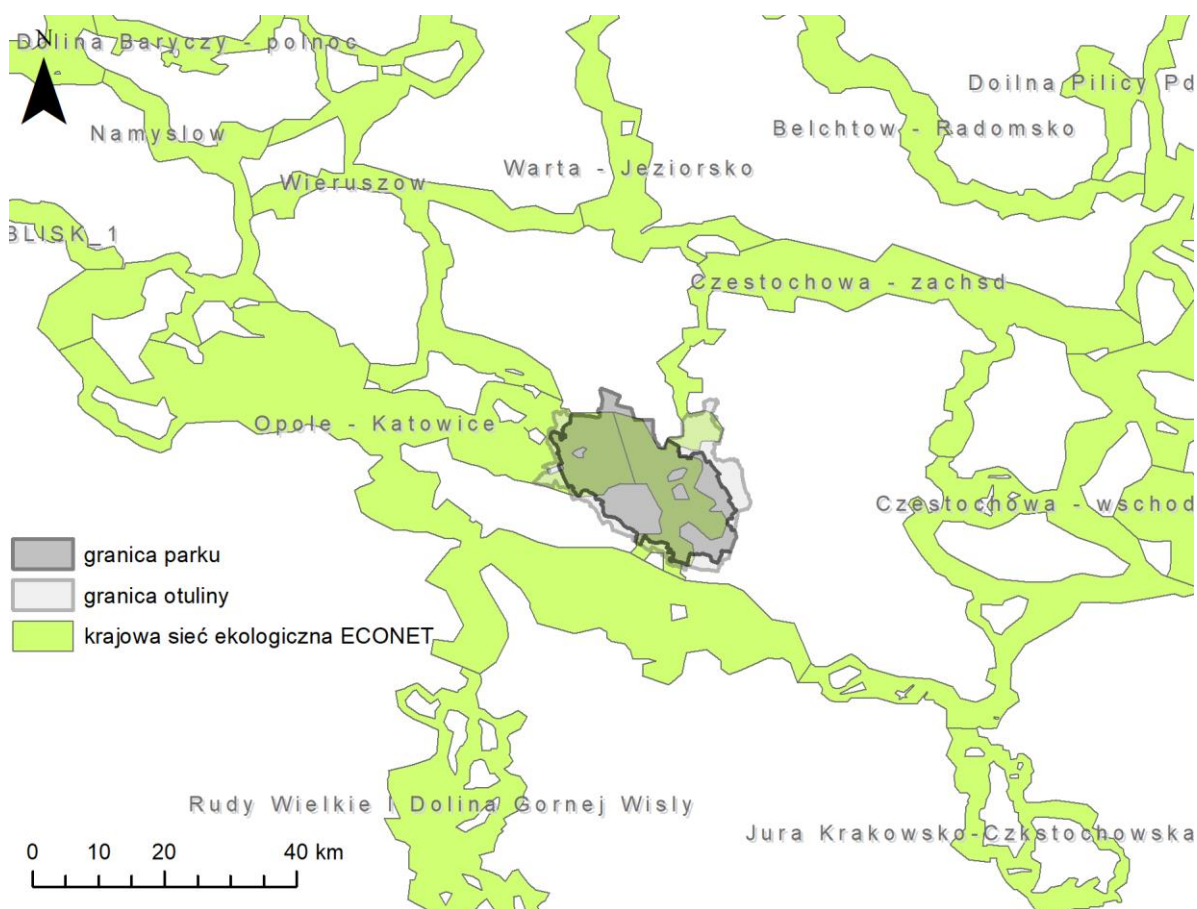 Dolina Baryczy - polnoc
N
Doilna Pilicy Pd
Namyslow
Belchtow - Radomsko
Warta - Jeziorsko
Wieruszow
BLISK_1
Czestochowa - zachsd
Opole - Katowice
Czestochowa - wschod
granica parku
granica otuliny
krajowa sieć ekologiczna ECONET
Rudy Wielkie I Dolina Gornej Wisly
Jura Krakowsko-Czkstochowska
0 10 20 40 km